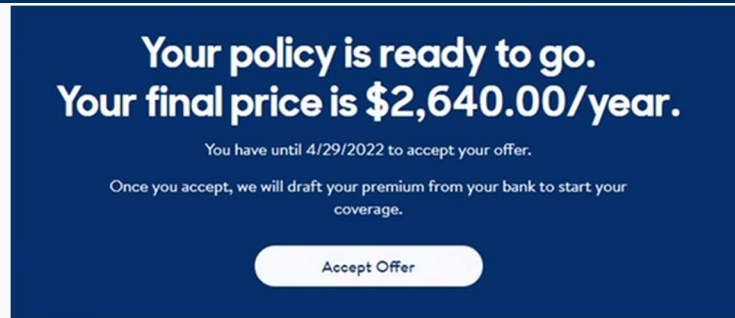 Your policy is ready to go.
Your final price is $2,640.00/year.
You have until 4/29/2022 to accept your offer.
Once you accept, we will draft your premium from your bank to start your
coverage.
Accept Offer